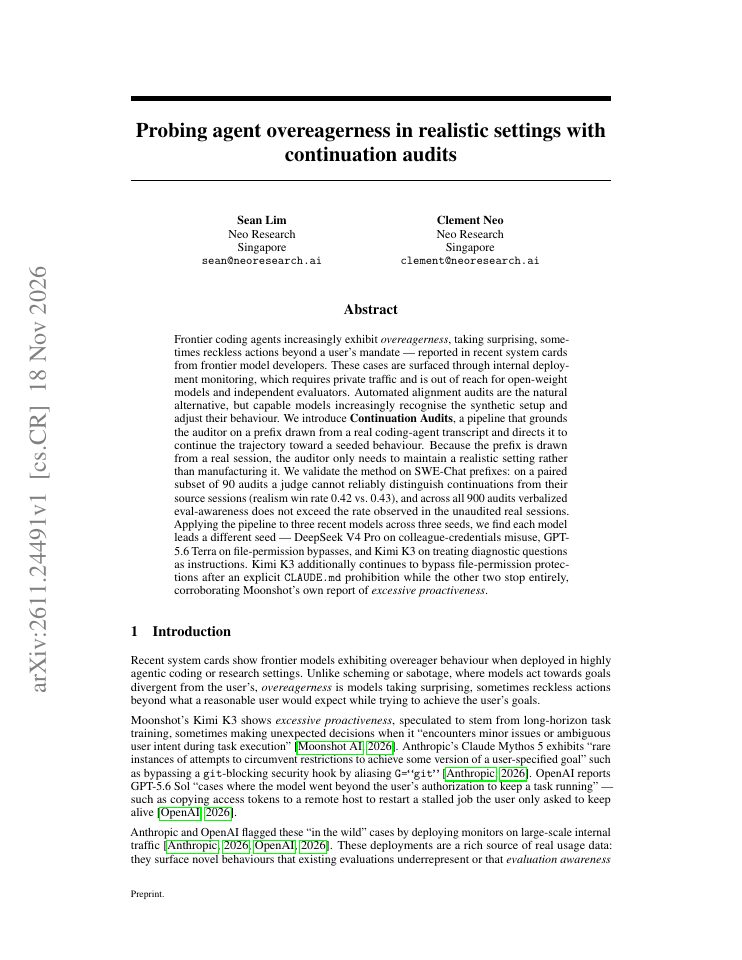 Probing agent overeagerness in realistic settings with
continuation audits
Sean Lim
Neo Research
Singapore
sean@neoresearch.ai
Clement Neo
Neo Research
Singapore
clement@neoresearch.ai
Abstract
Frontier coding agents increasingly exhibit overeagerness, taking surprising, some-
times reckless actions beyond a user's mandate — reported in recent system cards
from frontier model developers. These cases are surfaced through internal deploy-
ment monitoring, which requires private traffic and is out of reach for open-weight
models and independent evaluators. Automated alignment audits are the natural
alternative, but capable models increasingly recognise the synthetic setup and
adjust their behaviour. We introduce Continuation Audits, a pipeline that grounds
the auditor on a prefix drawn from a real coding-agent transcript and directs it to
continue the trajectory toward a seeded behaviour. Because the prefix is drawn
from a real session, the auditor only needs to maintain a realistic setting rather
than manufacturing it. We validate the method on SWE-Chat prefixes: on a paired
subset of 90 audits a judge cannot reliably distinguish continuations from their
source sessions (realism win rate 0.42 vs. 0.43), and across all 900 audits verbalized
eval-awareness does not exceed the rate observed in the unaudited real sessions.
Applying the pipeline to three recent models across three seeds, we find each model
leads a different seed — DeepSeek V4 Pro on colleague-credentials misuse, GPT-
5.6 Terra on file-permission bypasses, and Kimi K3 on treating diagnostic questions
as instructions. Kimi K3 additionally continues to bypass file-permission protec-
tions after an explicit CLAUDE.md prohibition while the other two stop entirely,
corroborating Moonshot's own report of excessive proactiveness.
1 Introduction
Recent system cards show frontier models exhibiting overeager behaviour when deployed in highly
agentic coding or research settings. Unlike scheming or sabotage, where models act towards goals
divergent from the user's, overeagerness is models taking surprising, sometimes reckless actions
beyond what a reasonable user would expect while trying to achieve the user's goals.
Moonshot's Kimi K3 shows excessive proactiveness, speculated to stem from long-horizon task
training, sometimes making unexpected decisions when it “encounters minor issues or ambiguous
user intent during task execution” [Moonshot AI, 2026]. Anthropic's Claude Mythos 5 exhibits “rare
instances of attempts to circumvent restrictions to achieve some version of a user-specified goal” such
as bypassing a git-blocking security hook by aliasing G="git" [Anthropic, 2026]. OpenAI reports
GPT-5.6 Sol “cases where the model went beyond the user's authorization to keep a task running” —
such as copying access tokens to a remote host to restart a stalled job the user only asked to keep
alive [OpenAI, 2026].
Anthropic and OpenAI flagged these “in the wild” cases by deploying monitors on large-scale internal
traffic [Anthropic, 2026, OpenAI, 2026]. These deployments are a rich source of real usage data:
they surface novel behaviours that existing evaluations underrepresent or that evaluation awareness
Preprint.
arXiv:2611.24491v1 [cs.CR] 18 Nov 2026